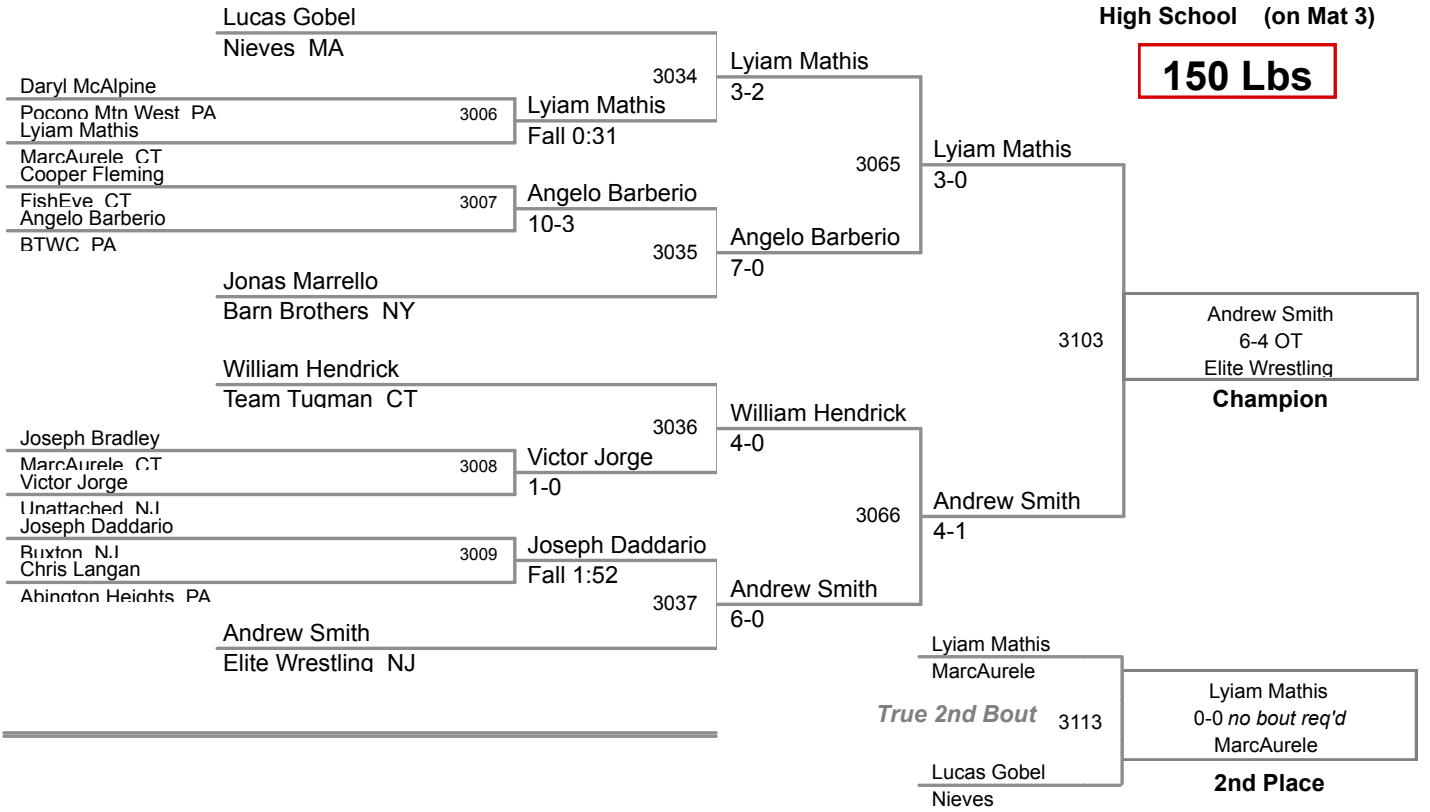 Lucas Gobel
High School (on Mat 3)
Nieves MA
150 Lbs
3034
Lyiam Mathis
3-2
Daryl McAlpine
Pocono Mtn West PA
3006
Lyiam Mathis
Fall 0:31
Lyiam Mathis
MarcAurele CT
3065
Lyiam Mathis
3-0
Cooper Fleming
FishEye CT
3007
Angelo Barberio
10-3
Angelo Barberio
BTWC PA
3035
Angelo Barberio
7-0
Jonas Marrello
Barn Brothers NY
3103
Andrew Smith
6-4 OT
Elite Wrestling
Champion
William Hendrick
Team Tugman CT
3036
William Hendrick
4-0
Joseph Bradley
MarcAurele CT
3008
Victor Jorge
1-0
Victor Jorge
Unattached NJ
3066
Andrew Smith
4-1
Joseph Daddario
Buxton NJ
3009
Joseph Daddario
Fall 1:52
Chris Langan
Abington Heights PA
3037
Andrew Smith
6-0
Andrew Smith
Elite Wrestling NJ
Lyiam Mathis
MarcAurele
True 2nd Bout
3113
Lyiam Mathis
0-0 no bout req'd
MarcAurele
2nd Place
Lucas Gobel
Nieves